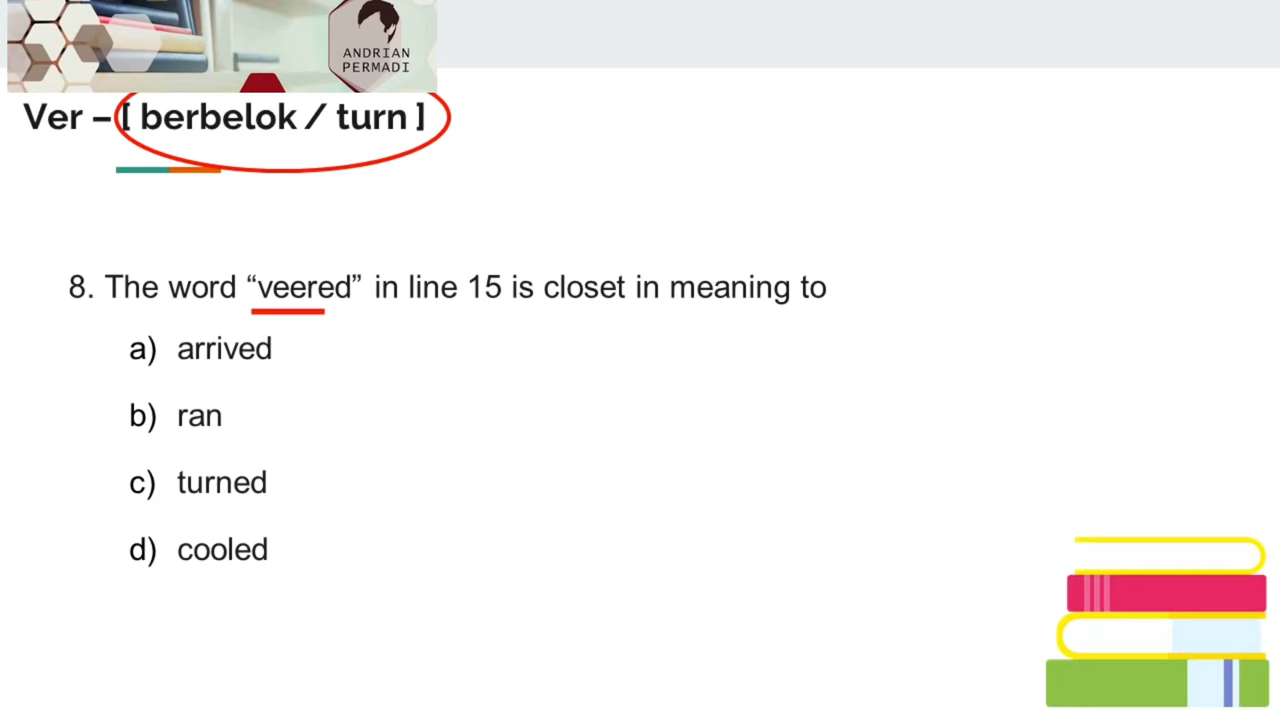 ANDRIAN
PERMADI
Ver – [ berbelok / turn ]
8. The word “veered” in line 15 is closet in meaning to
a) arrived
b) ran
c) turned
d) cooled